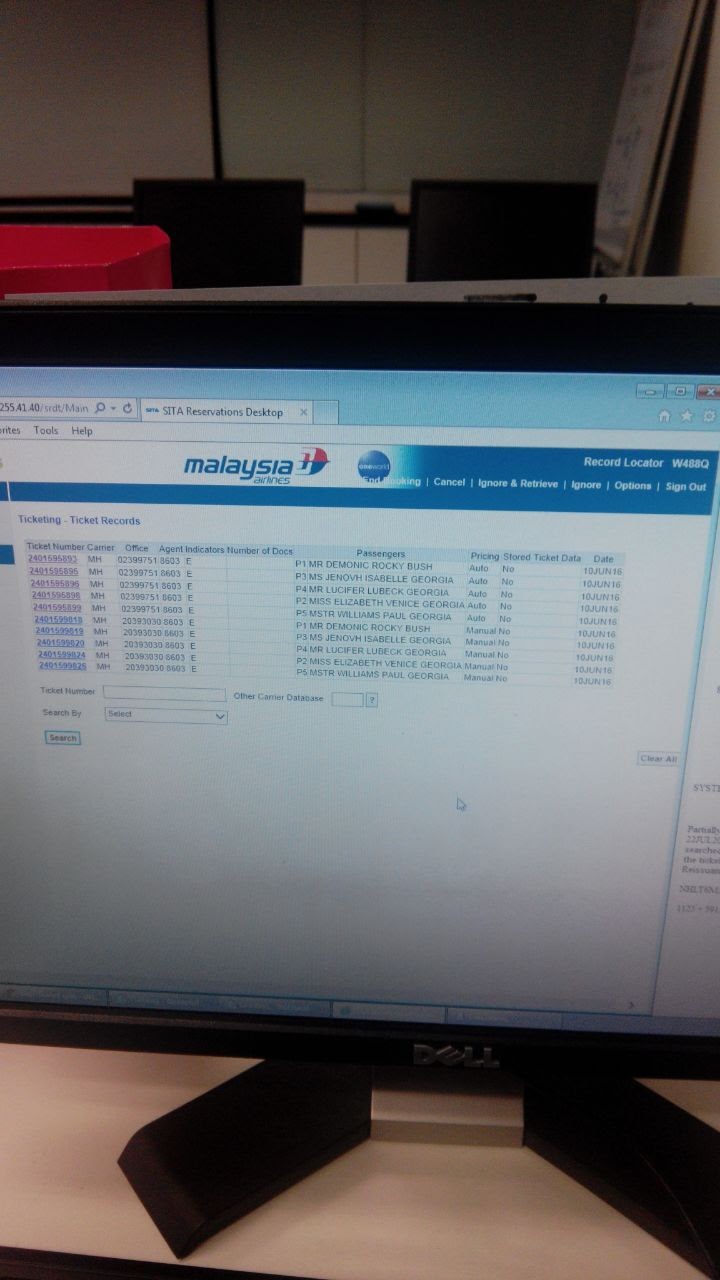 255.41.40/srdt/Main
SITA SITA Reservations Desktop
rites Tools Help
malaysia
airlines
oneworld
Record Locator W488Q
End Booking | Cancel | Ignore & Retrieve | Ignore | Options | Sign Out
Ticketing - Ticket Records
Ticket Number Carrier Office Agent Indicators Number of Docs Passengers Pricing Stored Ticket Data Date
2401595893 MH 02399751 8603 E P1 MR DEMONIC ROCKY BUSH Auto No 10JUN16
2401595895 MH 02399751 8603 E P3 MS JENOVH ISABELLE GEORGIA Auto No 10JUN16
2401595896 MH 02399751 8603 E P4 MR LUCIFER LUBECK GEORGIA Auto No 10JUN16
2401595898 MH 02399751 8603 E P2 MISS ELIZABETH VENICE GEORGIA Auto No 10JUN16
2401595899 MH 02399751 8603 E P5 MSTR WILLIAMS PAUL GEORGIA Auto No 10JUN16
2401599818 MH 20393030 8603 E P1 MR DEMONIC ROCKY BUSH Manual No 10JUN16
2401599819 MH 20393030 8603 E P3 MS JENOVH ISABELLE GEORGIA Manual No 10JUN16
2401599820 MH 20393030 8603 E P4 MR LUCIFER LUBECK GEORGIA Manual No 10JUN16
2401599824 MH 20393030 8603 E P2 MISS ELIZABETH VENICE GEORGIA Manual No 10JUN16
2401599826 MH 20393030 8603 E P5 MSTR WILLIAMS PAUL GEORGIA Manual No 10JUN16
Ticket Number Other Carrier Database ?
Search By Select
Search
Clear All
SYSTE
Partially
searched
the ticket
Reissuan
DELL